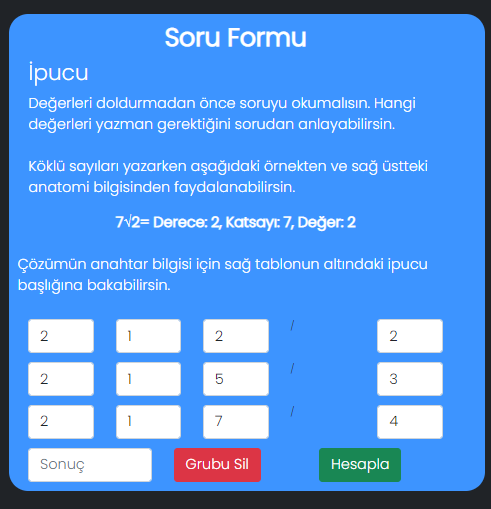 Soru Formu
İpucu
Değerleri doldurmadan önce soruyu okumalısın. Hangi
değerleri yazman gerektiğini sorudan anlayabilirsin.
Köklü sayıları yazarken aşağıdaki örnekten ve sağ üstteki
anatomi bilgisinden faydalanabilirsin.
7√2= Derece: 2, Katsayı: 7, Değer: 2
Çözümün anahtar bilgisi için sağ tablonun altındaki ipucu
başlığına bakabilirsin.
2 1 2 / 2
2 1 5 / 3
2 1 7 / 4
Sonuç Grubu Sil Hesapla